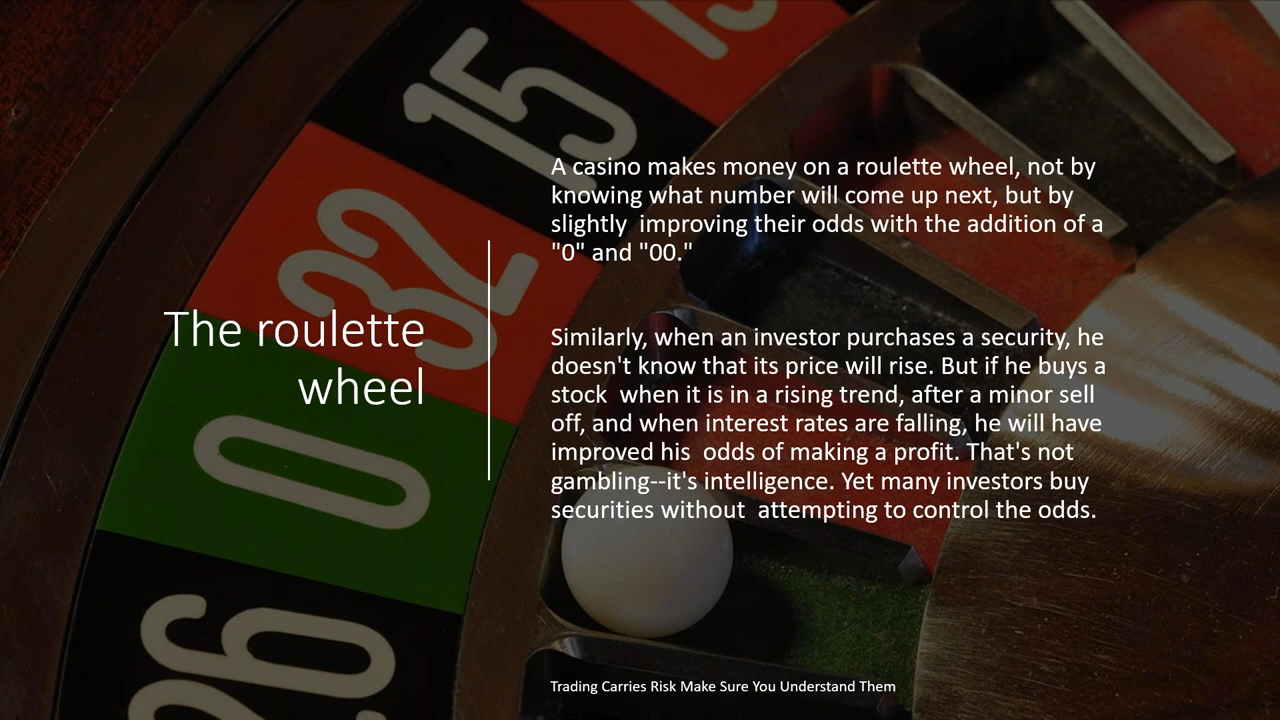 15
32
0
26
The roulette
wheel
A casino makes money on a roulette wheel, not by
knowing what number will come up next, but by
slightly  improving their odds with the addition of a
"0" and "00."
Similarly, when an investor purchases a security, he
doesn't know that its price will rise. But if he buys a
stock  when it is in a rising trend, after a minor sell
off, and when interest rates are falling, he will have
improved his  odds of making a profit. That's not
gambling--it's intelligence. Yet many investors buy
securities without  attempting to control the odds.
Trading Carries Risk Make Sure You Understand Them